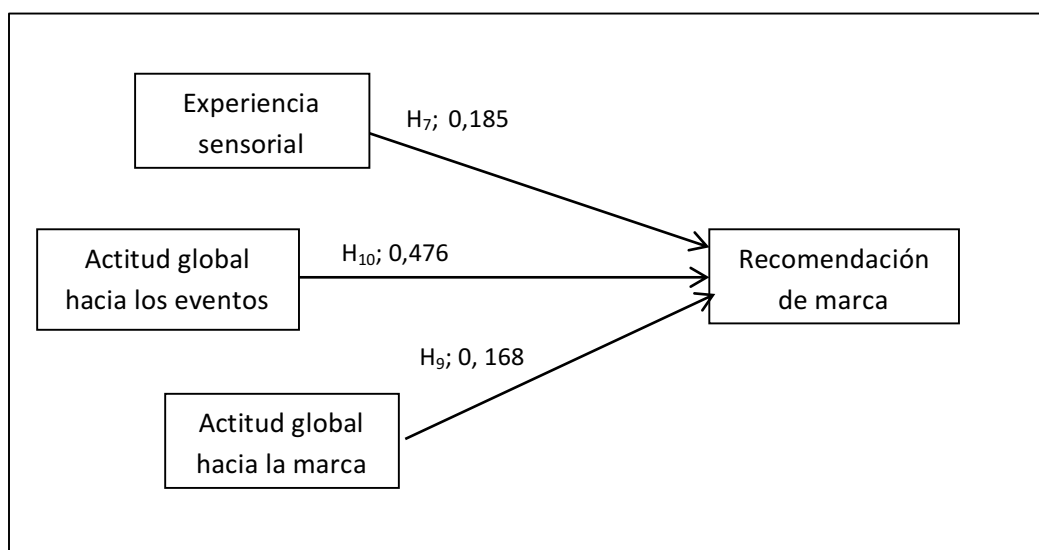 Experiencia
sensorial
H₇; 0,185
Actitud global
hacia los eventos
H₁₀; 0,476
Recomendación
de marca
H₉; 0, 168
Actitud global
hacia la marca